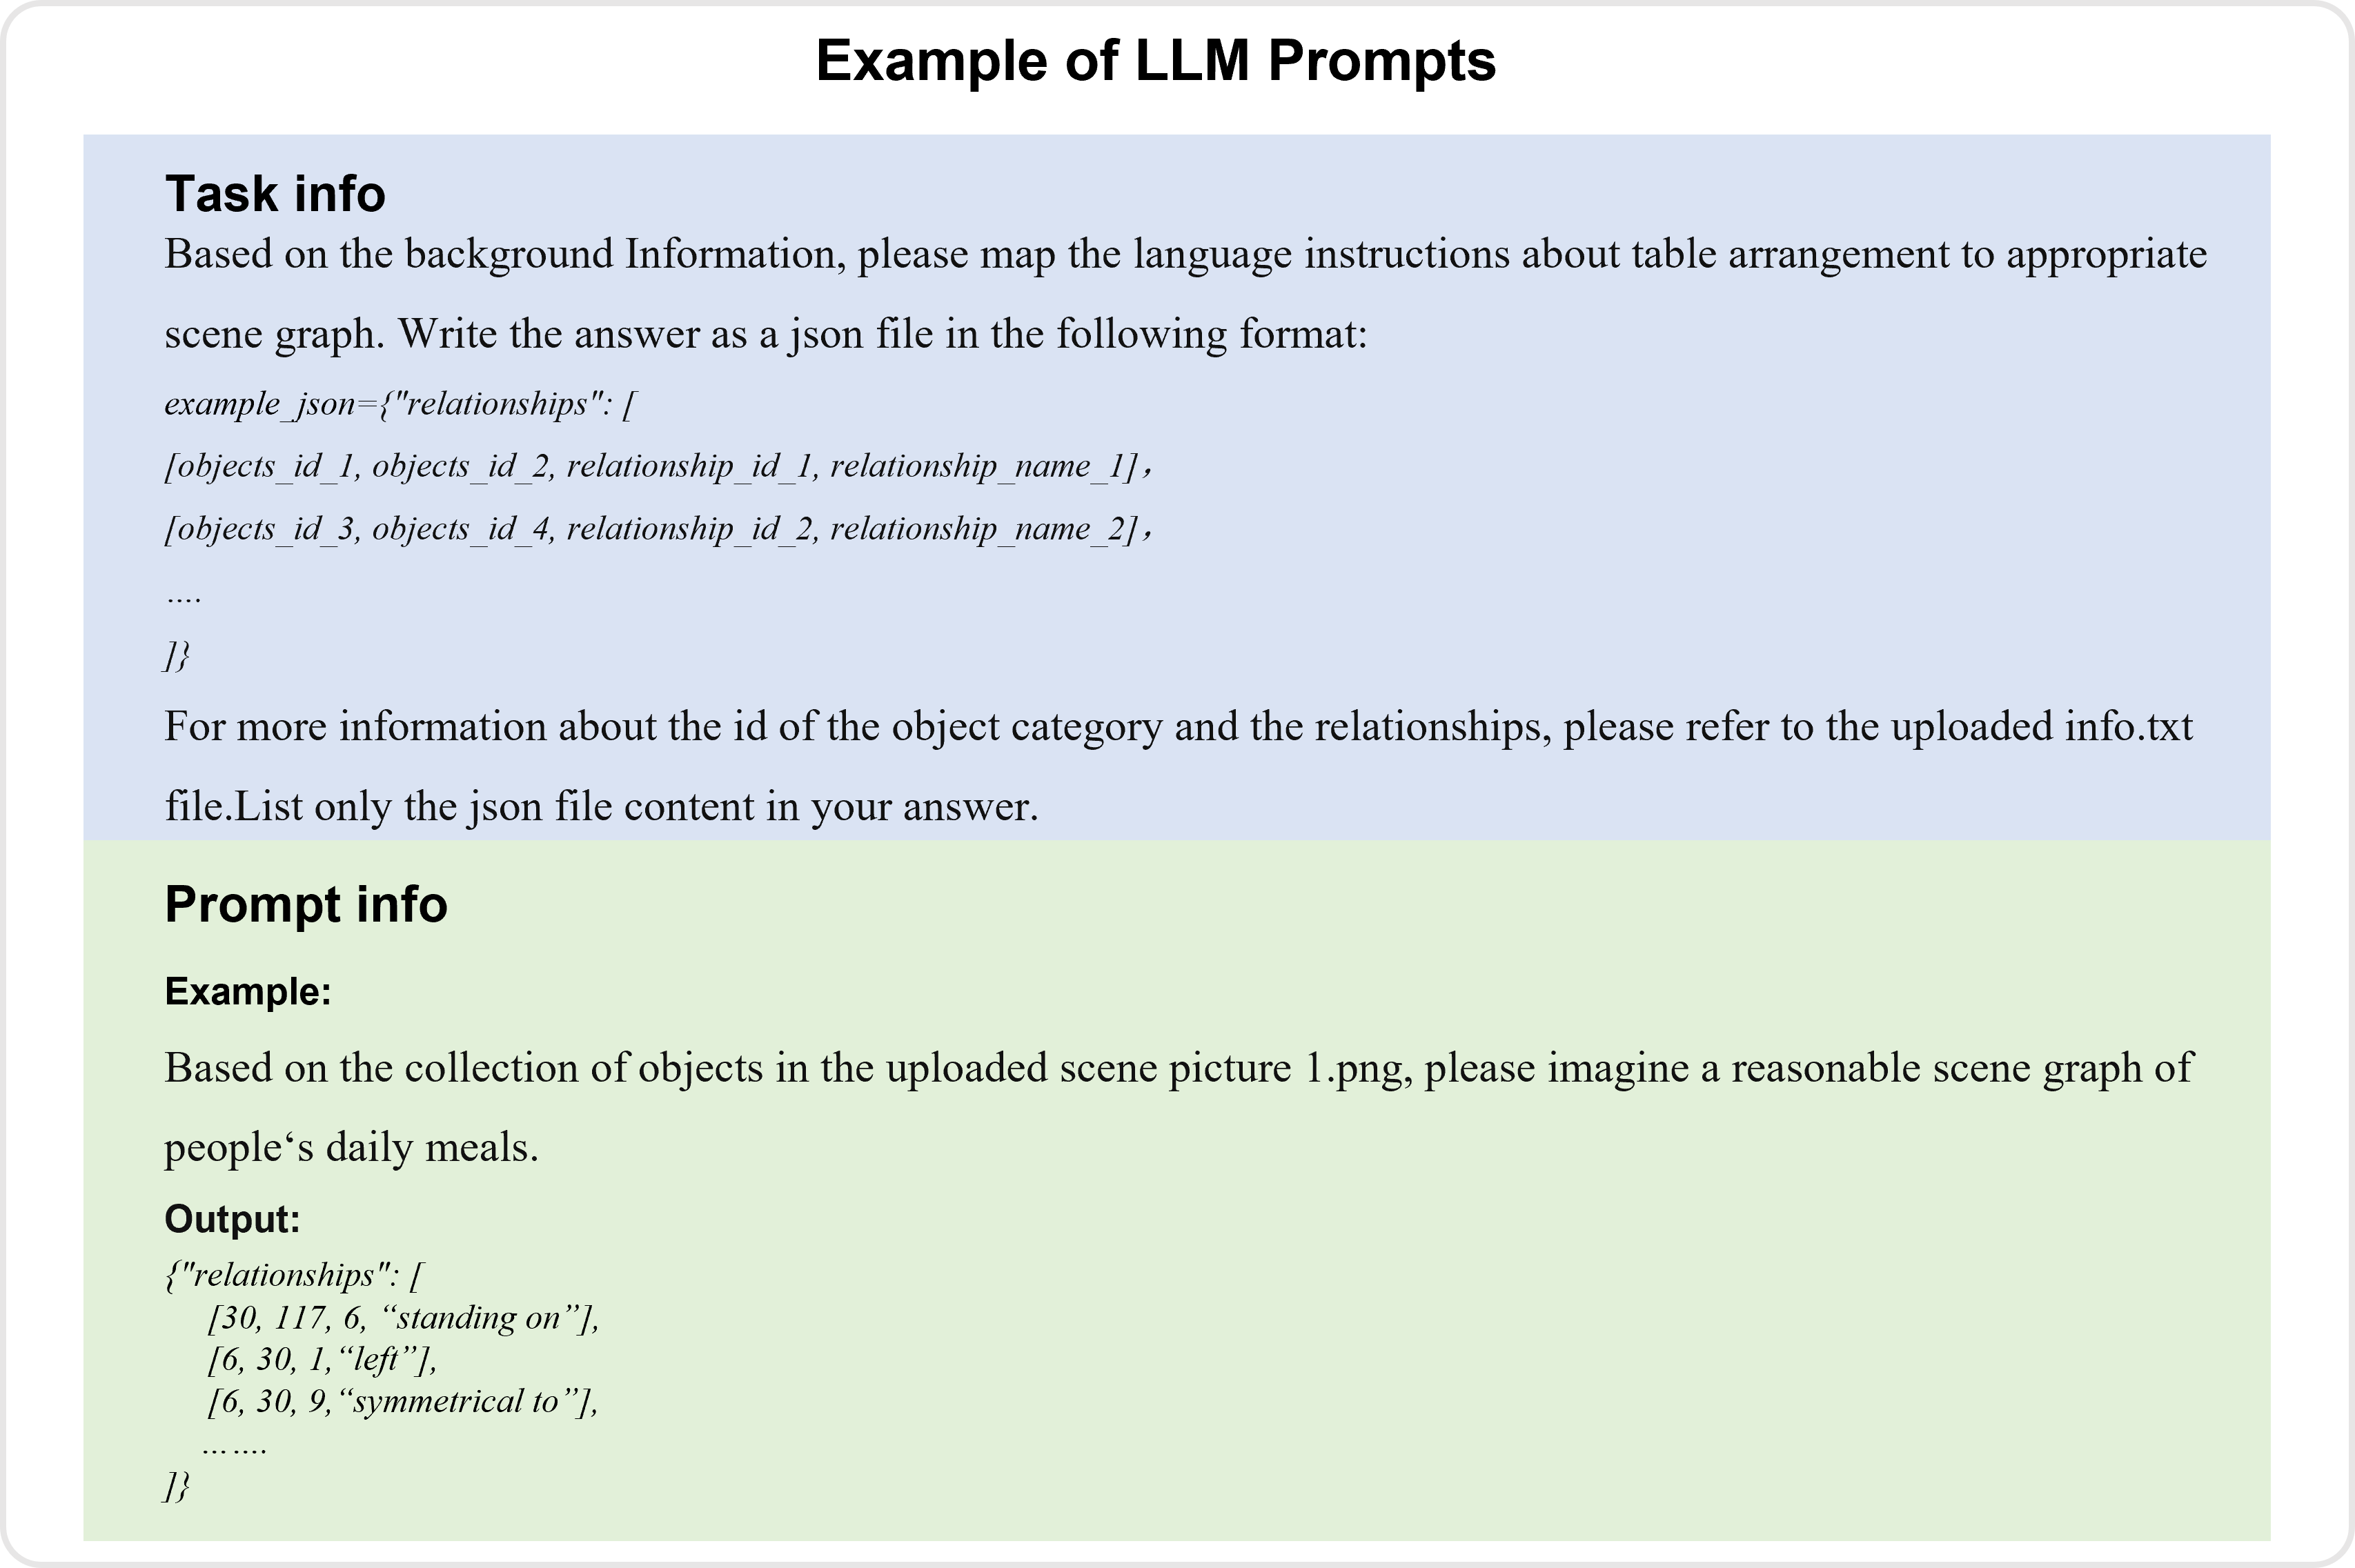 Example of LLM Prompts
Task info
Based on the background Information, please map the language instructions about table arrangement to appropriate
scene graph. Write the answer as a json file in the following format:
example_json={"relationships": [
[objects_id_1, objects_id_2, relationship_id_1, relationship_name_1],
[objects_id_3, objects_id_4, relationship_id_2, relationship_name_2],
....
]}
For more information about the id of the object category and the relationships, please refer to the uploaded info.txt
file.List only the json file content in your answer.
Prompt info
Example:
Based on the collection of objects in the uploaded scene picture 1.png, please imagine a reasonable scene graph of
people‘s daily meals.
Output:
{"relationships": [
[30, 117, 6, “standing on”],
[6, 30, 1,“left”],
[6, 30, 9,“symmetrical to”],
…….
]}